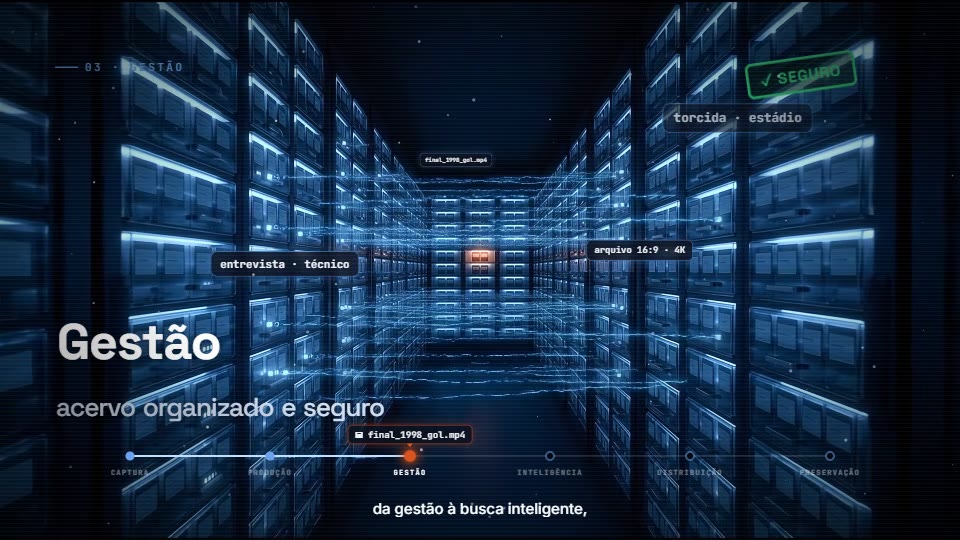 03 · GESTÃO
✓ SEGURO
torcida · estádio
final_1998_gol.mp4
arquivo 16:9 · 4K
entrevista · técnico
Gestão
acervo organizado e seguro
final_1998_gol.mp4
CAPTURA
PRODUÇÃO
GESTÃO
INTELIGÊNCIA
DISTRIBUIÇÃO
PRESERVAÇÃO
da gestão à busca inteligente,